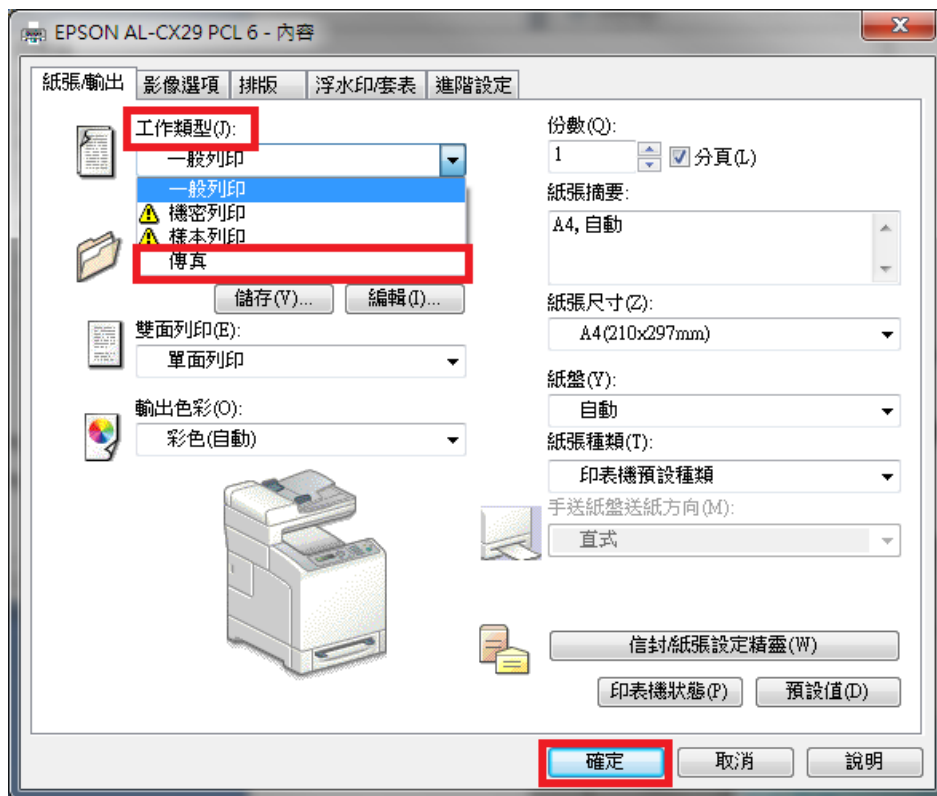 EPSON AL-CX29 PCL 6 - 內容
紙張/輸出
影像選項
排版
浮水印/套表
進階設定
工作類型(J):
一般列印
一般列印
機密列印
樣本列印
傳真
儲存(V)...
編輯(I)...
雙面列印(E):
單面列印
輸出色彩(O):
彩色(自動)
份數(Q):
1
分頁(L)
紙張摘要:
A4, 自動
紙張尺寸(Z):
A4(210x297mm)
紙盤(Y):
自動
紙張種類(T):
印表機預設種類
手送紙盤送紙方向(M):
直式
信封/紙張設定精靈(W)
印表機狀態(P)
預設值(D)
確定
取消
說明